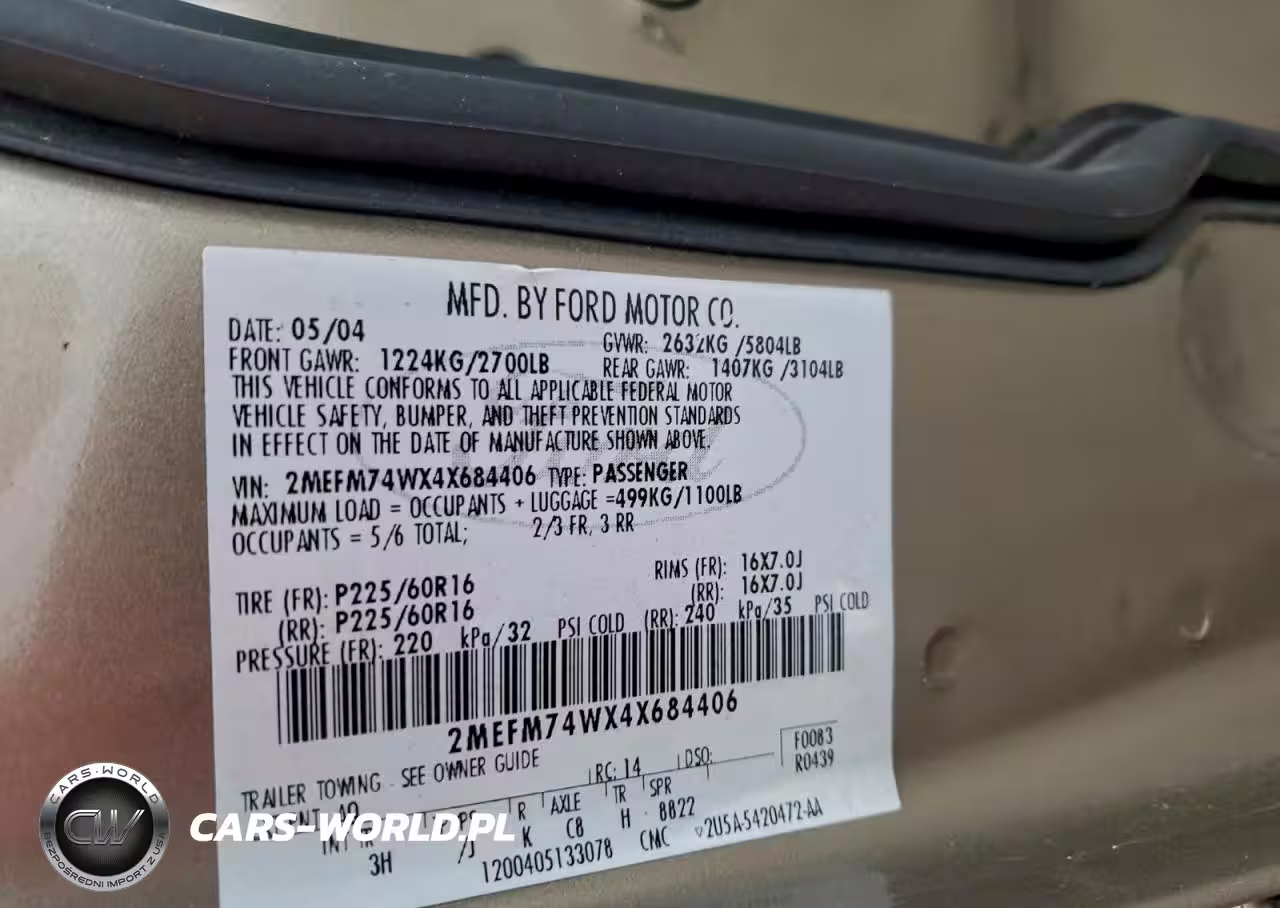 MFD. BY FORD MOTOR CO.
DATE: 05/04
GVWR: 2632KG /5804LB
FRONT GAWR: 1224KG/2700LB
REAR GAWR: 1407KG /3104LB
THIS VEHICLE CONFORMS TO ALL APPLICABLE FEDERAL MOTOR
VEHICLE SAFETY, BUMPER, AND THEFT PREVENTION STANDARDS
IN EFFECT ON THE DATE OF MANUFACTURE SHOWN ABOVE.
VIN: 2MEFM74WX4X684406 TYPE: PASSENGER
MAXIMUM LOAD = OCCUPANTS + LUGGAGE =499KG/1100LB
OCCUPANTS = 5/6 TOTAL; 2/3 FR, 3 RR
TIRE (FR): P225/60R16 RIMS (FR): 16X7.0J
(RR): P225/60R16 (RR): 16X7.0J
PRESSURE (FR): 220 kPa/32 PSI COLD (RR): 240 kPa/35 PSI COLD
2MEFM74WX4X684406
TRAILER TOWING - SEE OWNER GUIDE
RC: 14 DSO:
F0083
R0439
R AXLE TR SPR
3H /J K C8 H 8822
1200405133078 CMC 2U5A-5420472-AA
CARS-WORLD
CW
BEZPOŚREDNI IMPORT Z USA
CARS-WORLD.PL